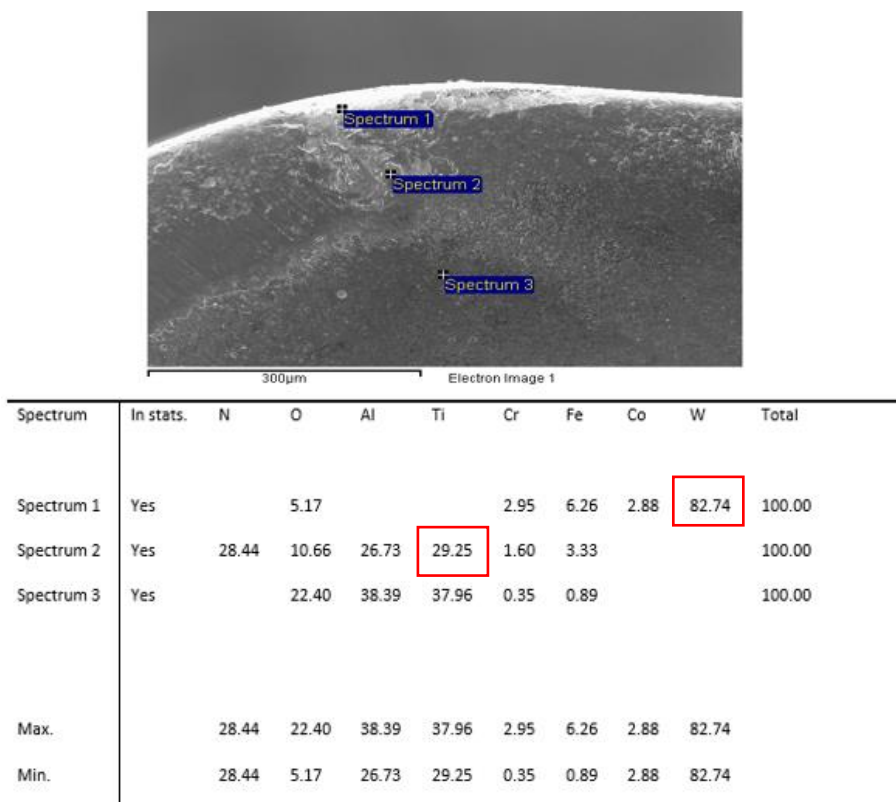 Spectrum 1
Spectrum 2
Spectrum 3
300µm Electron Image 1
Spectrum In stats. N O Al Ti Cr Fe Co W Total
Spectrum 1 Yes 5.17 2.95 6.26 2.88 82.74 100.00
Spectrum 2 Yes 28.44 10.66 26.73 29.25 1.60 3.33 100.00
Spectrum 3 Yes 22.40 38.39 37.96 0.35 0.89 100.00
Max. 28.44 22.40 38.39 37.96 2.95 6.26 2.88 82.74
Min. 28.44 5.17 26.73 29.25 0.35 0.89 2.88 82.74